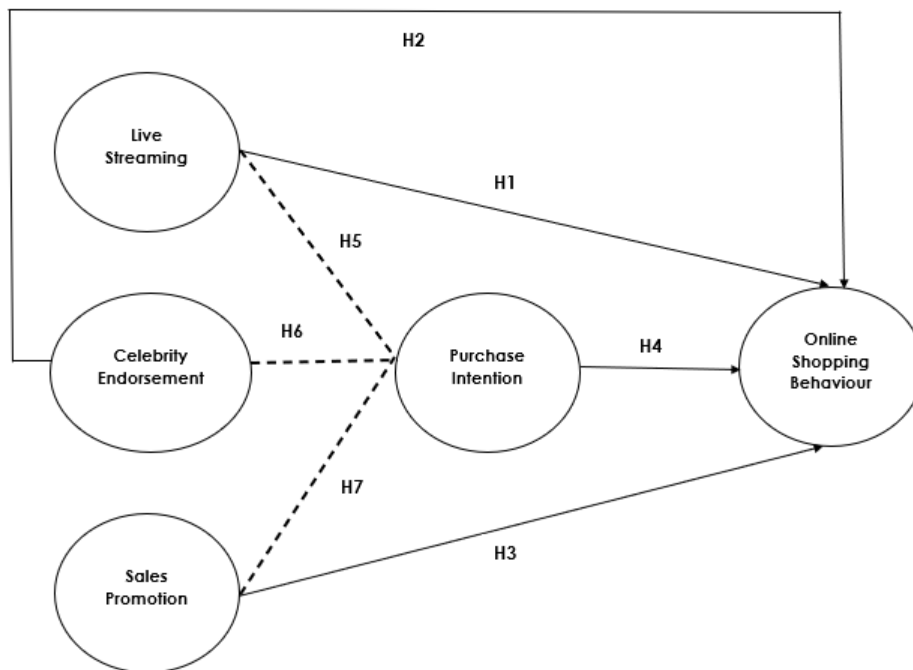 H2
Live
Streaming
H1
H5
H6
Celebrity
Endorsement
Purchase
Intention
H4
Online
Shopping
Behaviour
H7
H3
Sales
Promotion